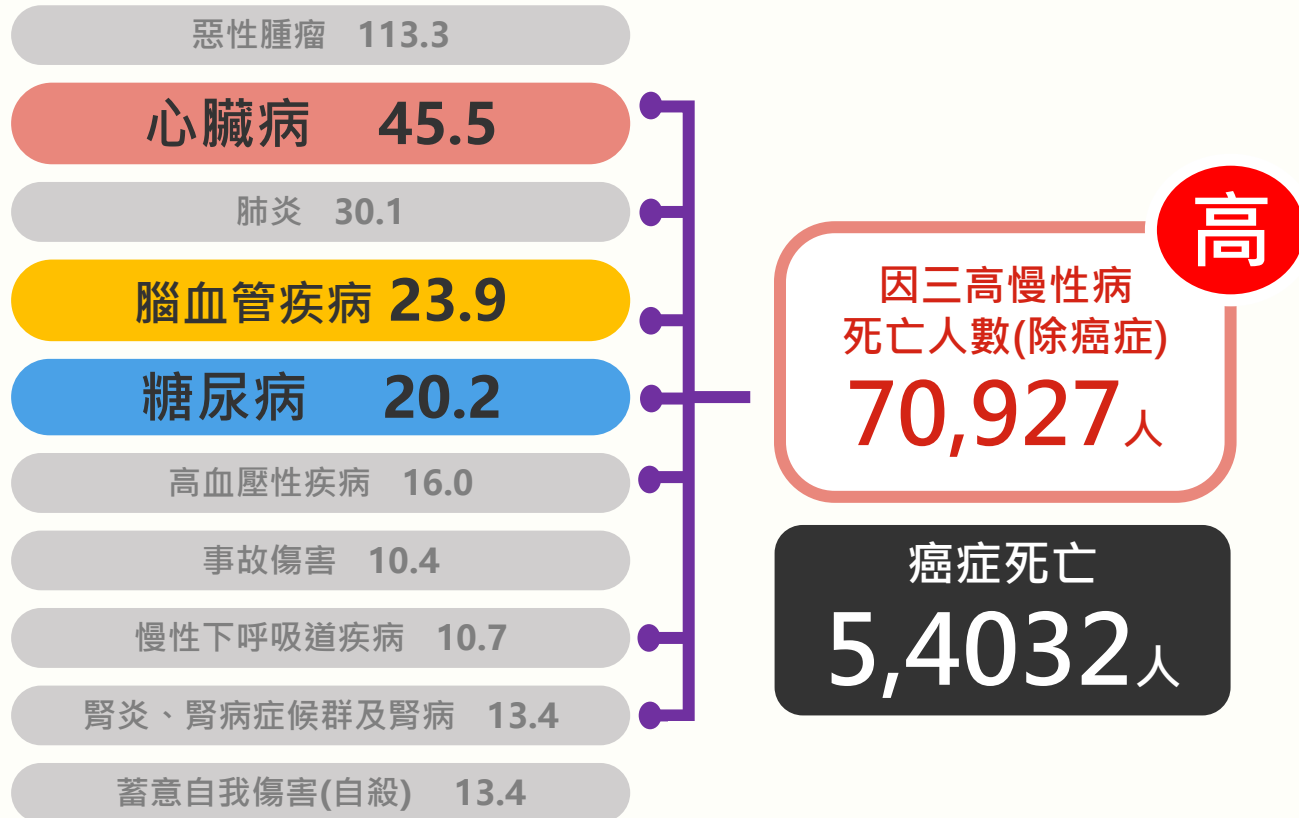 惡性腫瘤 113.3
心臟病 45.5
肺炎 30.1
腦血管疾病 23.9
糖尿病 20.2
高血壓性疾病 16.0
事故傷害 10.4
慢性下呼吸道疾病 10.7
腎炎、腎病症候群及腎病 13.4
蓄意自我傷害(自殺) 13.4
高
因三高慢性病
死亡人數(除癌症)
70,927人
癌症死亡
5,4032人